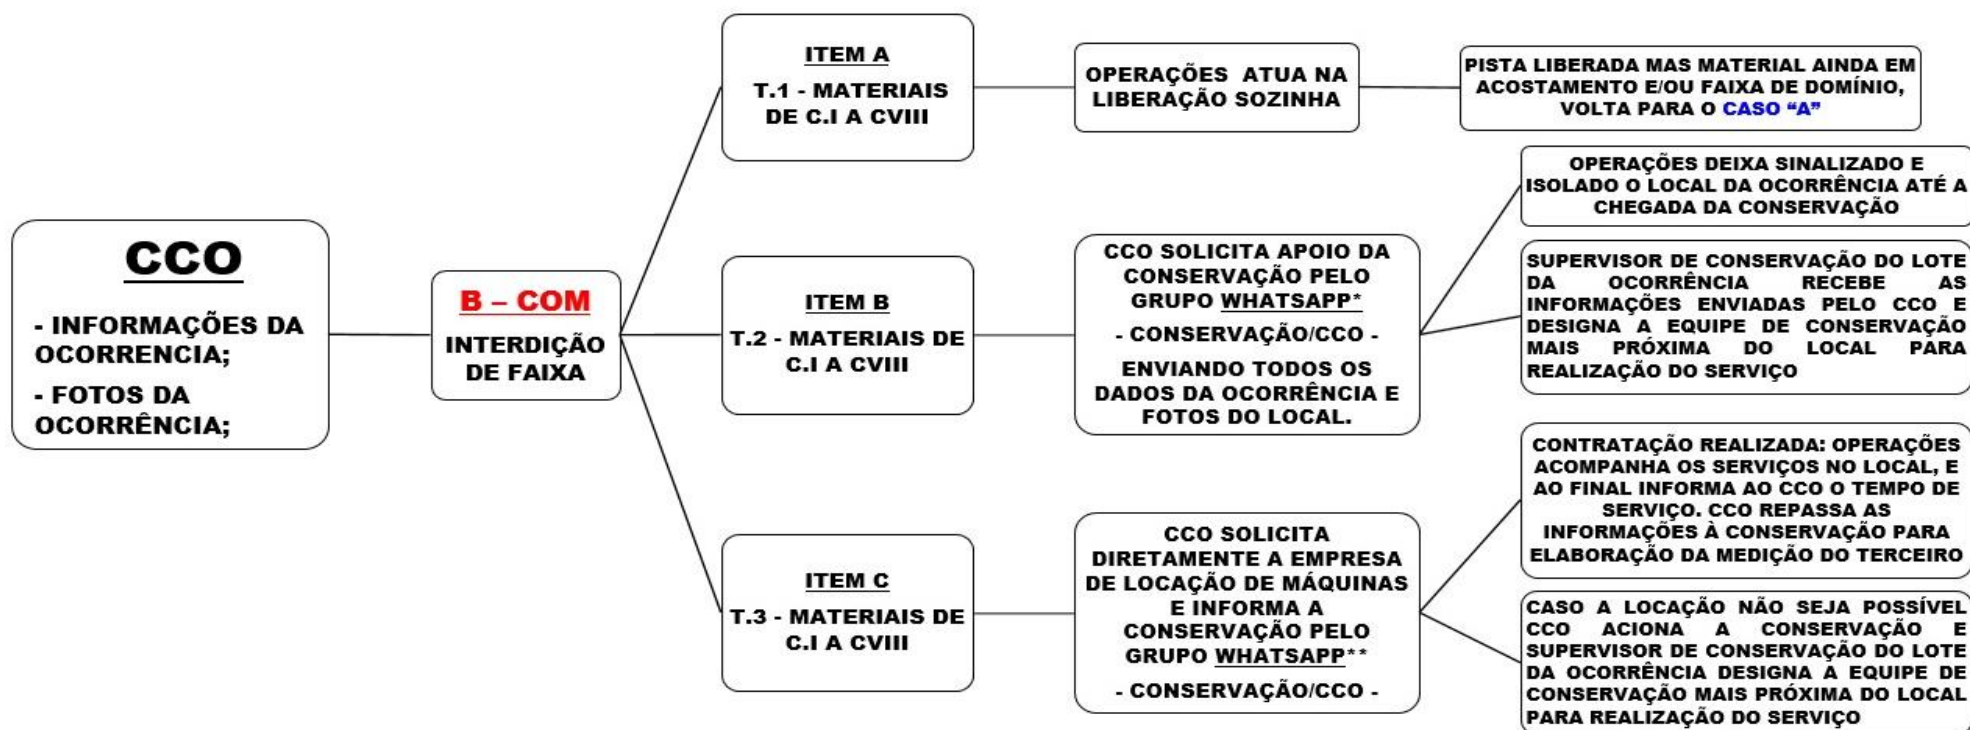 CCO
- INFORMAÇÕES DA
OCORRENCIA;
- FOTOS DA
OCORRÊNCIA;
B – COM
INTERDIÇÃO
DE FAIXA
ITEM A
T.1 - MATERIAIS
DE C.I A CVIII
OPERAÇÕES ATUA NA
LIBERAÇÃO SOZINHA
PISTA LIBERADA MAS MATERIAL AINDA EM
ACOSTAMENTO E/OU FAIXA DE DOMÍNIO,
VOLTA PARA O CASO “A”
ITEM B
T.2 - MATERIAIS DE
C.I A CVIII
CCO SOLICITA APOIO DA
CONSERVAÇÃO PELO
GRUPO WHATSAPP*
- CONSERVAÇÃO/CCO -
ENVIANDO TODOS OS
DADOS DA OCORRÊNCIA E
FOTOS DO LOCAL.
OPERAÇÕES DEIXA SINALIZADO E
ISOLADO O LOCAL DA OCORRÊNCIA ATÉ A
CHEGADA DA CONSERVAÇÃO
SUPERVISOR DE CONSERVAÇÃO DO LOTE
DA OCORRÊNCIA RECEBE AS
INFORMAÇÕES ENVIADAS PELO CCO E
DESIGNA A EQUIPE DE CONSERVAÇÃO
MAIS PRÓXIMA DO LOCAL PARA
REALIZAÇÃO DO SERVIÇO
ITEM C
T.3 - MATERIAIS DE
C.I A CVIII
CCO SOLICITA
DIRETAMENTE A EMPRESA
DE LOCAÇÃO DE MÁQUINAS
E INFORMA A
CONSERVAÇÃO PELO
GRUPO WHATSAPP**
- CONSERVAÇÃO/CCO -
CONTRATAÇÃO REALIZADA: OPERAÇÕES
ACOMPANHA OS SERVIÇOS NO LOCAL, E
AO FINAL INFORMA AO CCO O TEMPO DE
SERVIÇO. CCO REPASSA AS
INFORMAÇÕES À CONSERVAÇÃO PARA
ELABORAÇÃO DA MEDIÇÃO DO TERCEIRO
CASO A LOCAÇÃO NÃO SEJA POSSÍVEL
CCO ACIONA A CONSERVAÇÃO E
SUPERVISOR DE CONSERVAÇÃO DO LOTE
DA OCORRÊNCIA DESIGNA A EQUIPE DE
CONSERVAÇÃO MAIS PRÓXIMA DO LOCAL
PARA REALIZAÇÃO DO SERVIÇO